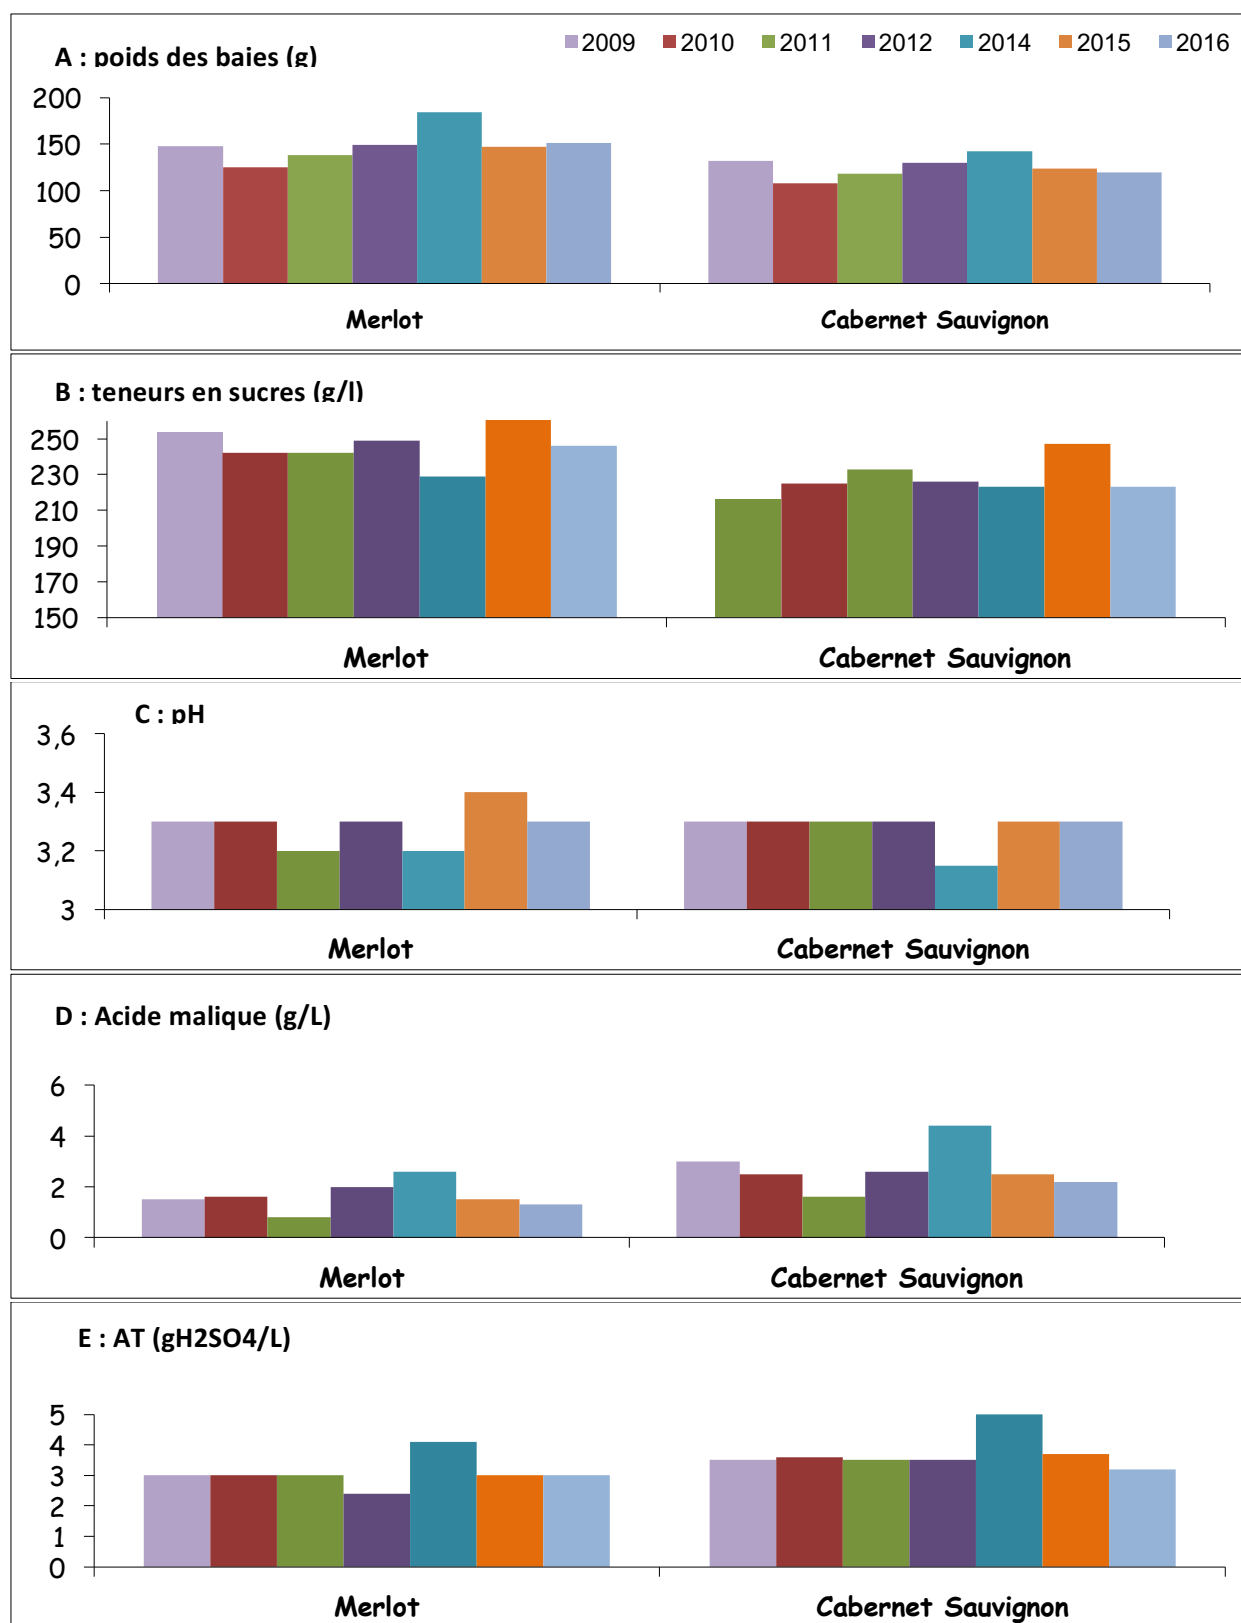 A : poids des baies (g)
2009 2010 2011 2012 2014 2015 2016
200
150
100
50
0
Merlot Cabernet Sauvignon
B : teneurs en sucres (g/l)
250
230
210
190
170
150
Merlot Cabernet Sauvignon
C : pH
3,6
3,4
3,2
3
Merlot Cabernet Sauvignon
D : Acide malique (g/L)
6
4
2
0
Merlot Cabernet Sauvignon
E : AT (gH2SO4/L)
5
4
3
2
1
0
Merlot Cabernet Sauvignon